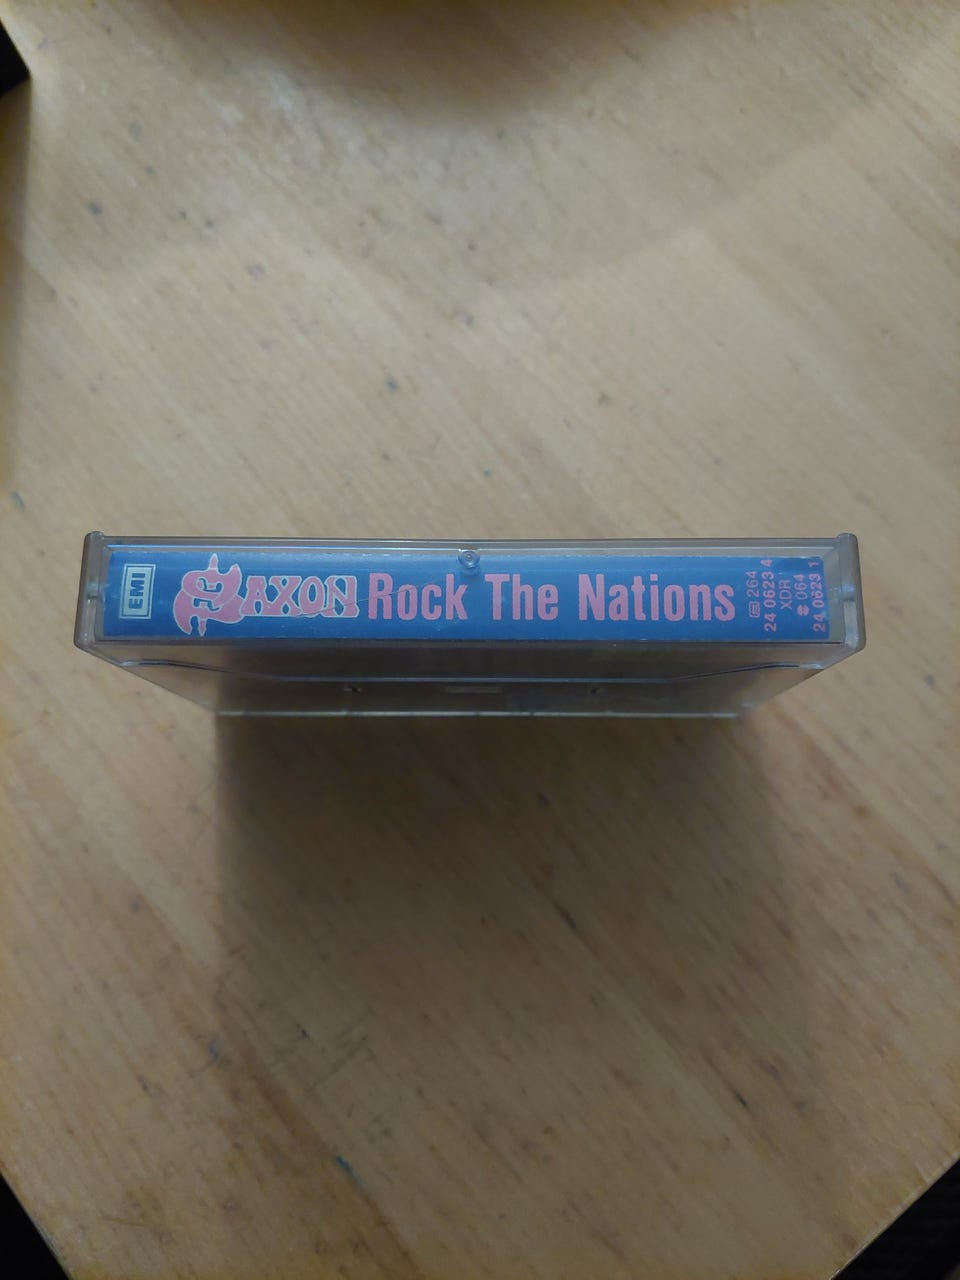 EMI
SAXON Rock The Nations
264
24 0623 4
XDR
064
24 0623 1